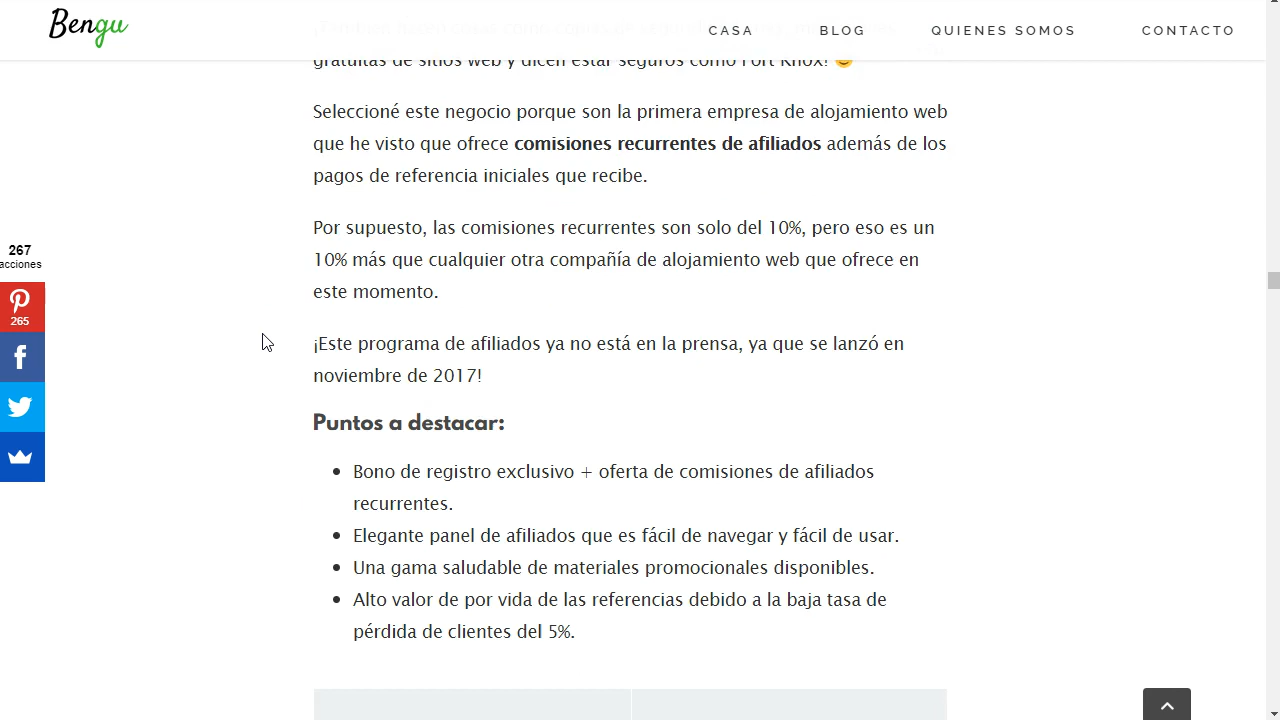 Bengu
CASA
BLOG
QUIENES SOMOS
CONTACTO
gratuitas de sitios web y dicen estar seguros como Fort Knox! 😊
Seleccioné este negocio porque son la primera empresa de alojamiento web
que he visto que ofrece comisiones recurrentes de afiliados además de los
pagos de referencia iniciales que recibe.
Por supuesto, las comisiones recurrentes son solo del 10%, pero eso es un
10% más que cualquier otra compañía de alojamiento web que ofrece en
este momento.
267
acciones
265
¡Este programa de afiliados ya no está en la prensa, ya que se lanzó en
noviembre de 2017!
Puntos a destacar:
• Bono de registro exclusivo + oferta de comisiones de afiliados
recurrentes.
• Elegante panel de afiliados que es fácil de navegar y fácil de usar.
• Una gama saludable de materiales promocionales disponibles.
• Alto valor de por vida de las referencias debido a la baja tasa de
pérdida de clientes del 5%.